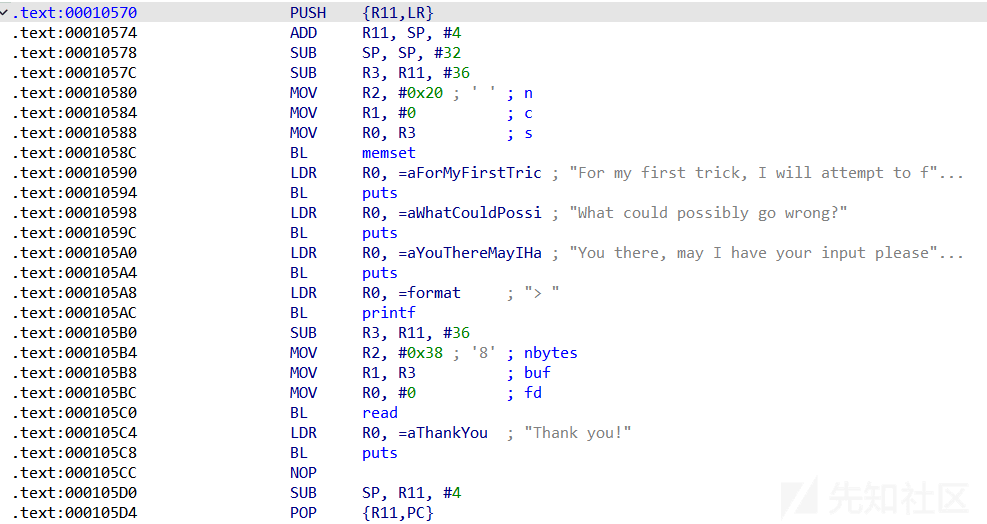 .text:00010570 PUSH {R11,LR}
.text:00010574 ADD R11, SP, #4
.text:00010578 SUB SP, SP, #32
.text:0001057C SUB R3, R11, #36
.text:00010580 MOV R2, #0x20 ; ' ' ; n
.text:00010584 MOV R1, #0 ; c
.text:00010588 MOV R0, R3 ; s
.text:0001058C BL memset
.text:00010590 LDR R0, =aForMyFirstTric ; "For my first trick, I will attempt to f"...
.text:00010594 BL puts
.text:00010598 LDR R0, =aWhatCouldPossi ; "What could possibly go wrong?"
.text:0001059C BL puts
.text:000105A0 LDR R0, =aYouThereMayIHa ; "You there, may I have your input please"...
.text:000105A4 BL puts
.text:000105A8 LDR R0, =format ; "> "
.text:000105AC BL printf
.text:000105B0 SUB R3, R11, #36
.text:000105B4 MOV R2, #0x38 ; '8' ; nbytes
.text:000105B8 MOV R1, R3 ; buf
.text:000105BC MOV R0, #0 ; fd
.text:000105C0 BL read
.text:000105C4 LDR R0, =aThankYou ; "Thank you!"
.text:000105C8 BL puts
.text:000105CC NOP
.text:000105D0 SUB SP, R11, #4
.text:000105D4 POP {R11,PC}
先知社区